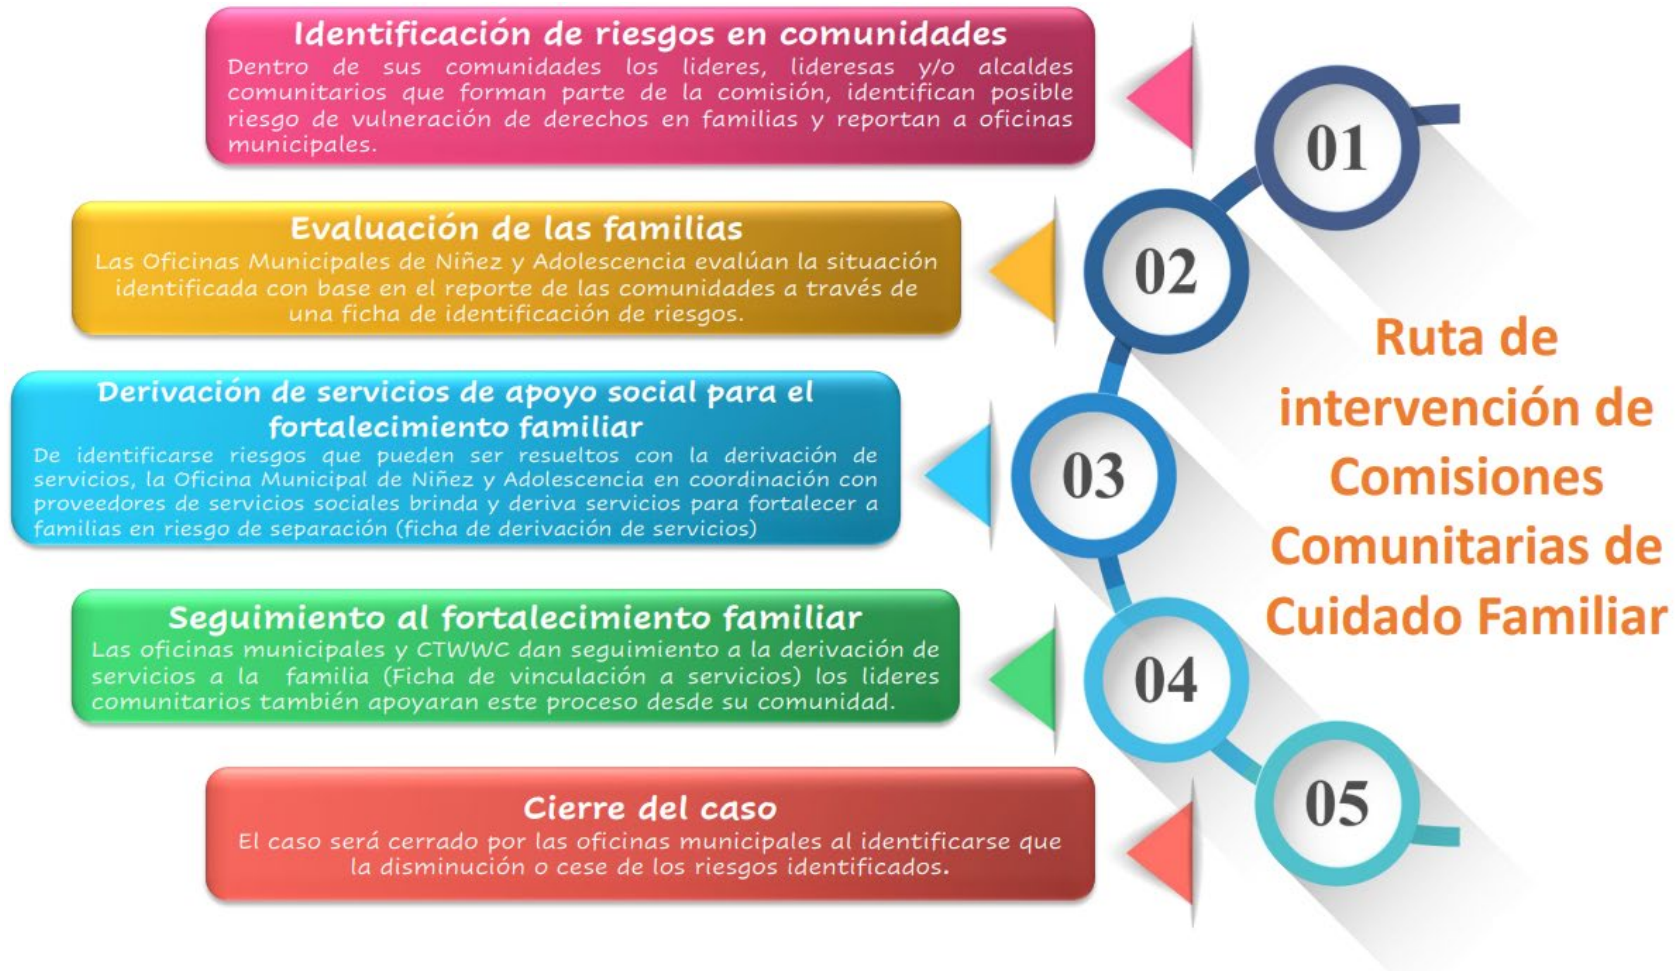 Identificación de riesgos en comunidades
Dentro de sus comunidades los lideres, lideresas y/o alcaldes
comunitarios que forman parte de la comisión, identifican posible
riesgo de vulneración de derechos en familias y reportan a oficinas
municipales.
01
Evaluación de las familias
Las Oficinas Municipales de Niñez y Adolescencia evalúan la situación
identificada con base en el reporte de las comunidades a través de
una ficha de identificación de riesgos.
02
Derivación de servicios de apoyo social para el
fortalecimiento familiar
De identificarse riesgos que pueden ser resueltos con la derivación de
servicios, la Oficina Municipal de Niñez y Adolescencia en coordinación con
proveedores de servicios sociales brinda y deriva servicios para fortalecer a
familias en riesgo de separación (ficha de derivación de servicios)
03
Seguimiento al fortalecimiento familiar
Las oficinas municipales y CTWWC dan seguimiento a la derivación de
servicios a la familia (Ficha de vinculación a servicios) los lideres
comunitarios también apoyaran este proceso desde su comunidad.
04
Cierre del caso
El caso será cerrado por las oficinas municipales al identificarse que
la disminución o cese de los riesgos identificados.
05
Ruta de
intervención de
Comisiones
Comunitarias de
Cuidado Familiar